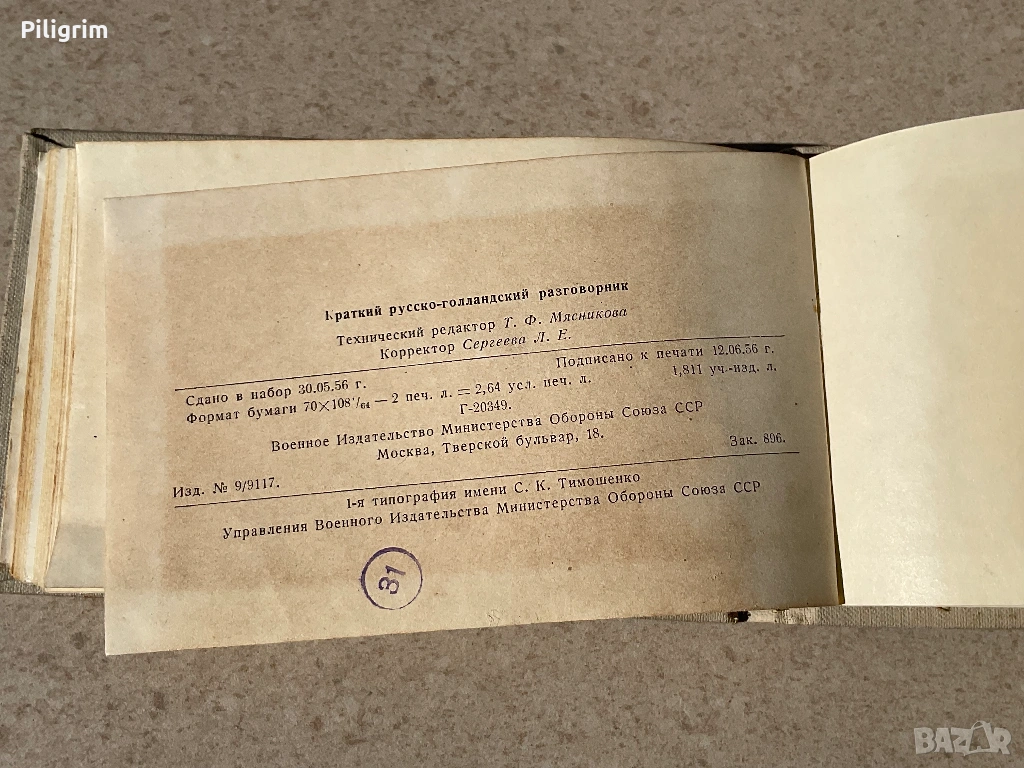 Piligrim
Краткий русско-голландский разговорник
Технический редактор Т. Ф. Мясникова
Корректор Сергеева Л. Е.
Сдано в набор 30.05.56 г. Подписано к печати 12.06.56 г.
Формат бумаги 70×108¹/₆₄ — 2 печ. л. = 2,64 усл. печ. л. 1,811 уч.-изд. л.
Г-20349.
Военное Издательство Министерства Обороны Союза ССР
Москва, Тверской бульвар, 18.
Изд. № 9/9117. Зак. 896.
1-я типография имени С. К. Тимошенко
Управления Военного Издательства Министерства Обороны Союза ССР
31
BAZAR